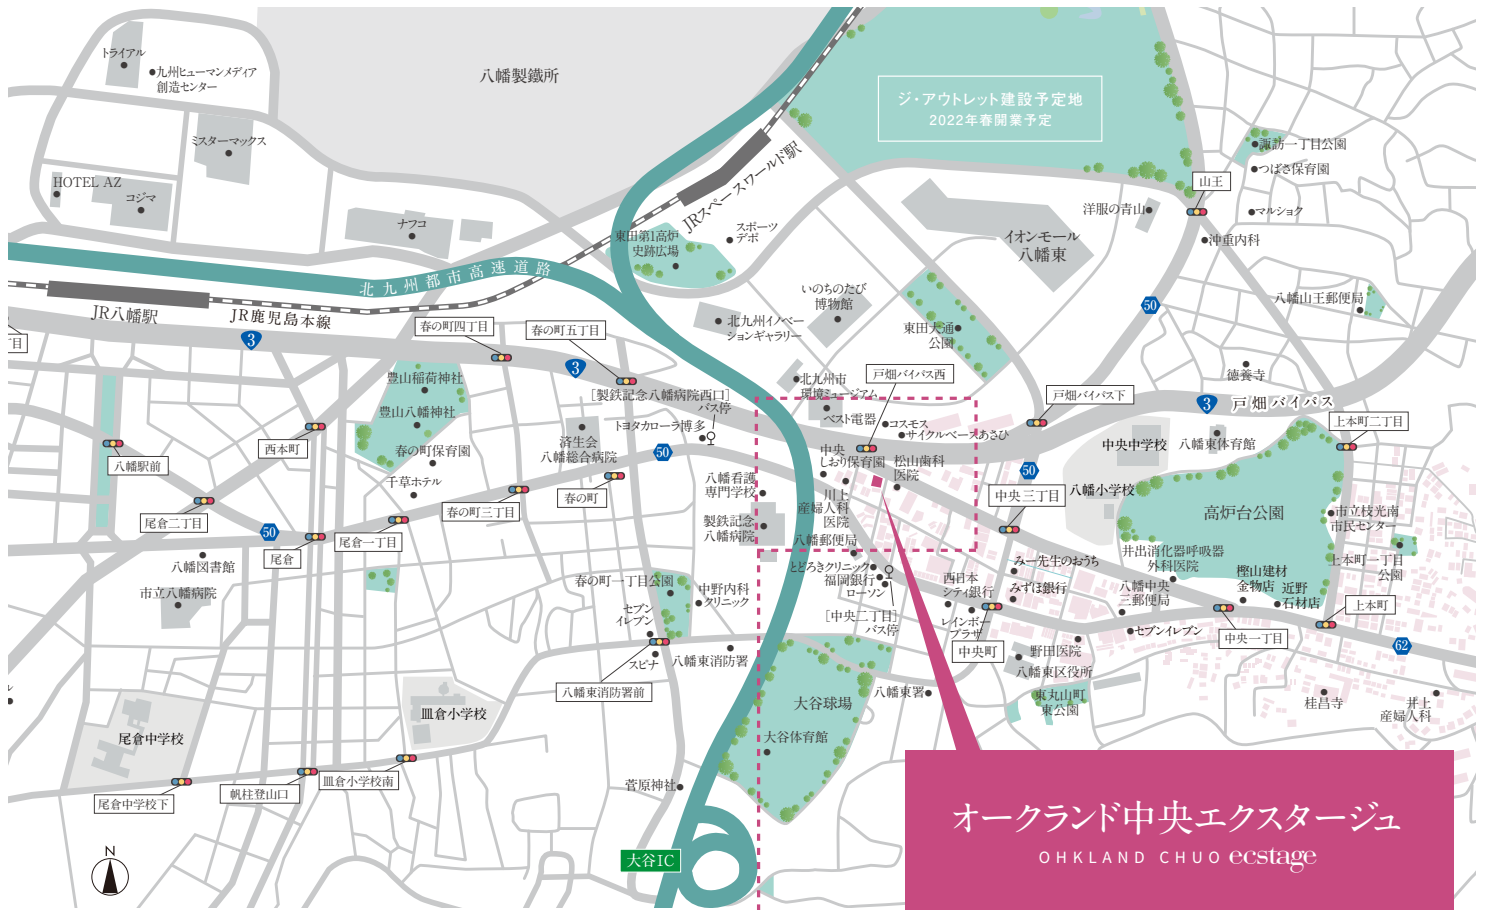 トライアル
九州ヒューマンメディア
創造センター
八幡製鐵所
ジ・アウトレット建設予定地
2022年春開業予定
ミスターマックス
諏訪一丁目公園
つばき保育園
山王
HOTEL AZ
コジマ
ナフコ
JRスペースワールド駅
洋服の青山
マルショク
沖重内科
スポーツ
デポ
東田第1高炉
史跡広場
イオンモール
八幡東
北九州都市高速道路
いのちのたび
博物館
八幡山王郵便局
50
JR八幡駅
JR鹿児島本線
春の町四丁目
春の町五丁目
北九州イノベー
ションギャラリー
東田大通
公園
丁目
3
3
豊山稲荷神社
豊山八幡神社
[製鉄記念八幡病院西口]
バス停
北九州市
環境ミュージアム
戸畑バイパス西
徳養寺
戸畑バイパス下
3
戸畑バイパス
上本町二丁目
ベスト電器
コスモス
サイクルベースあさひ
トヨタカローラ博多
済生会
八幡総合病院
西本町
春の町保育園
八幡駅前
50
中央
しおり保育園
松山歯科
医院
50
中央中学校
八幡東体育館
千草ホテル
八幡看護
専門学校
春の町
春の町三丁目
川上
産婦人科
医院
中央三丁目
八幡小学校
高炉台公園
市立枝光南
市民センター
尾倉二丁目
50
尾倉
尾倉一丁目
製鉄記念
八幡病院
八幡郵便局
八幡図書館
市立八幡病院
とどろきクリニック
福岡銀行
ローソン
みー先生のおうち
みずほ銀行
井出消化器呼吸器
外科医院
上本町一丁目
公園
春の町一丁目公園
中野内科
クリニック
西日本
シティ銀行
八幡中央
三郵便局
樫山建材
金物店
近野
石材店
上本町
セブン
イレブン
[中央二丁目]
バス停
レインボー
プラザ
セブンイレブン
中央一丁目
62
中央町
野田医院
八幡東区役所
スピナ
八幡東消防署
八幡東消防署前
八幡東署
東丸山町
東公園
桂昌寺
井上
産婦人科
大谷球場
大谷体育館
皿倉小学校
尾倉中学校
菅原神社
尾倉中学校下
帆柱登山口
皿倉小学校南
大谷IC
N
オークランド中央エクスタージュ
OHKLAND CHUO ecstage